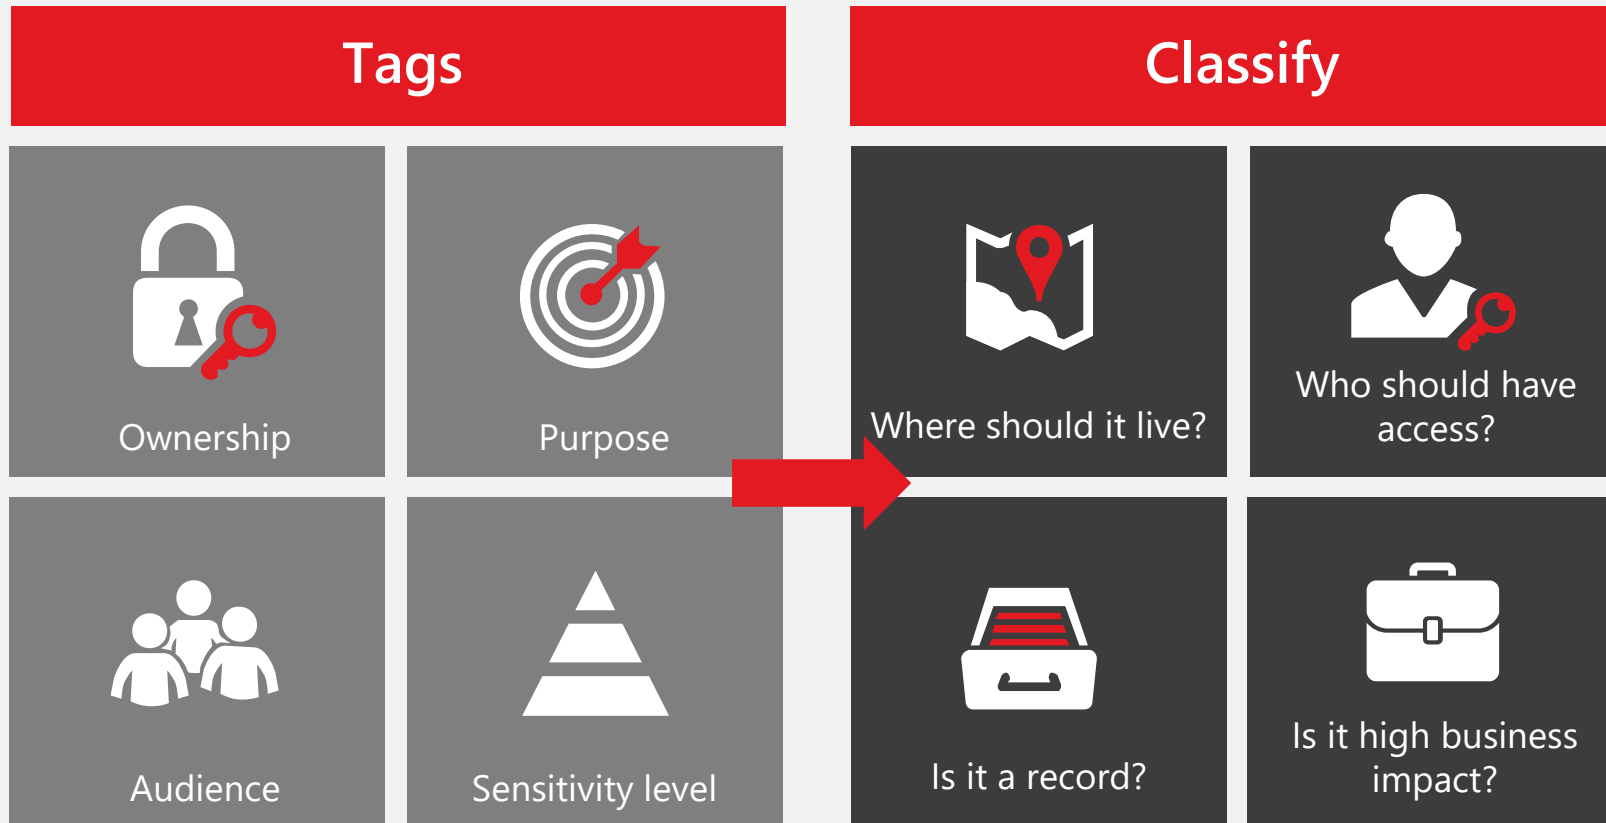 Tags
Classify
Ownership
Purpose
Where should it live?
Who should have
access?
Audience
Sensitivity level
Is it a record?
Is it high business
impact?